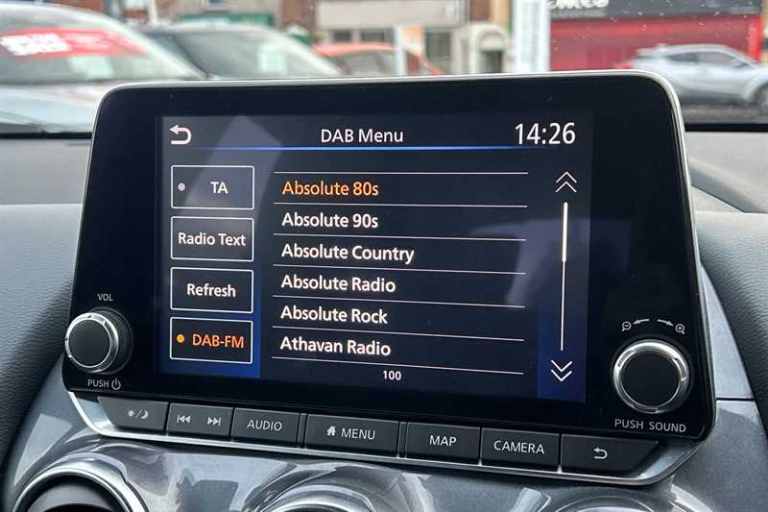 DAB Menu
14:26
TA
Radio Text
Refresh
DAB-FM
Absolute 80s
Absolute 90s
Absolute Country
Absolute Radio
Absolute Rock
Athavan Radio
100
VOL
PUSH
PUSH SOUND
AUDIO
MENU
MAP
CAMERA